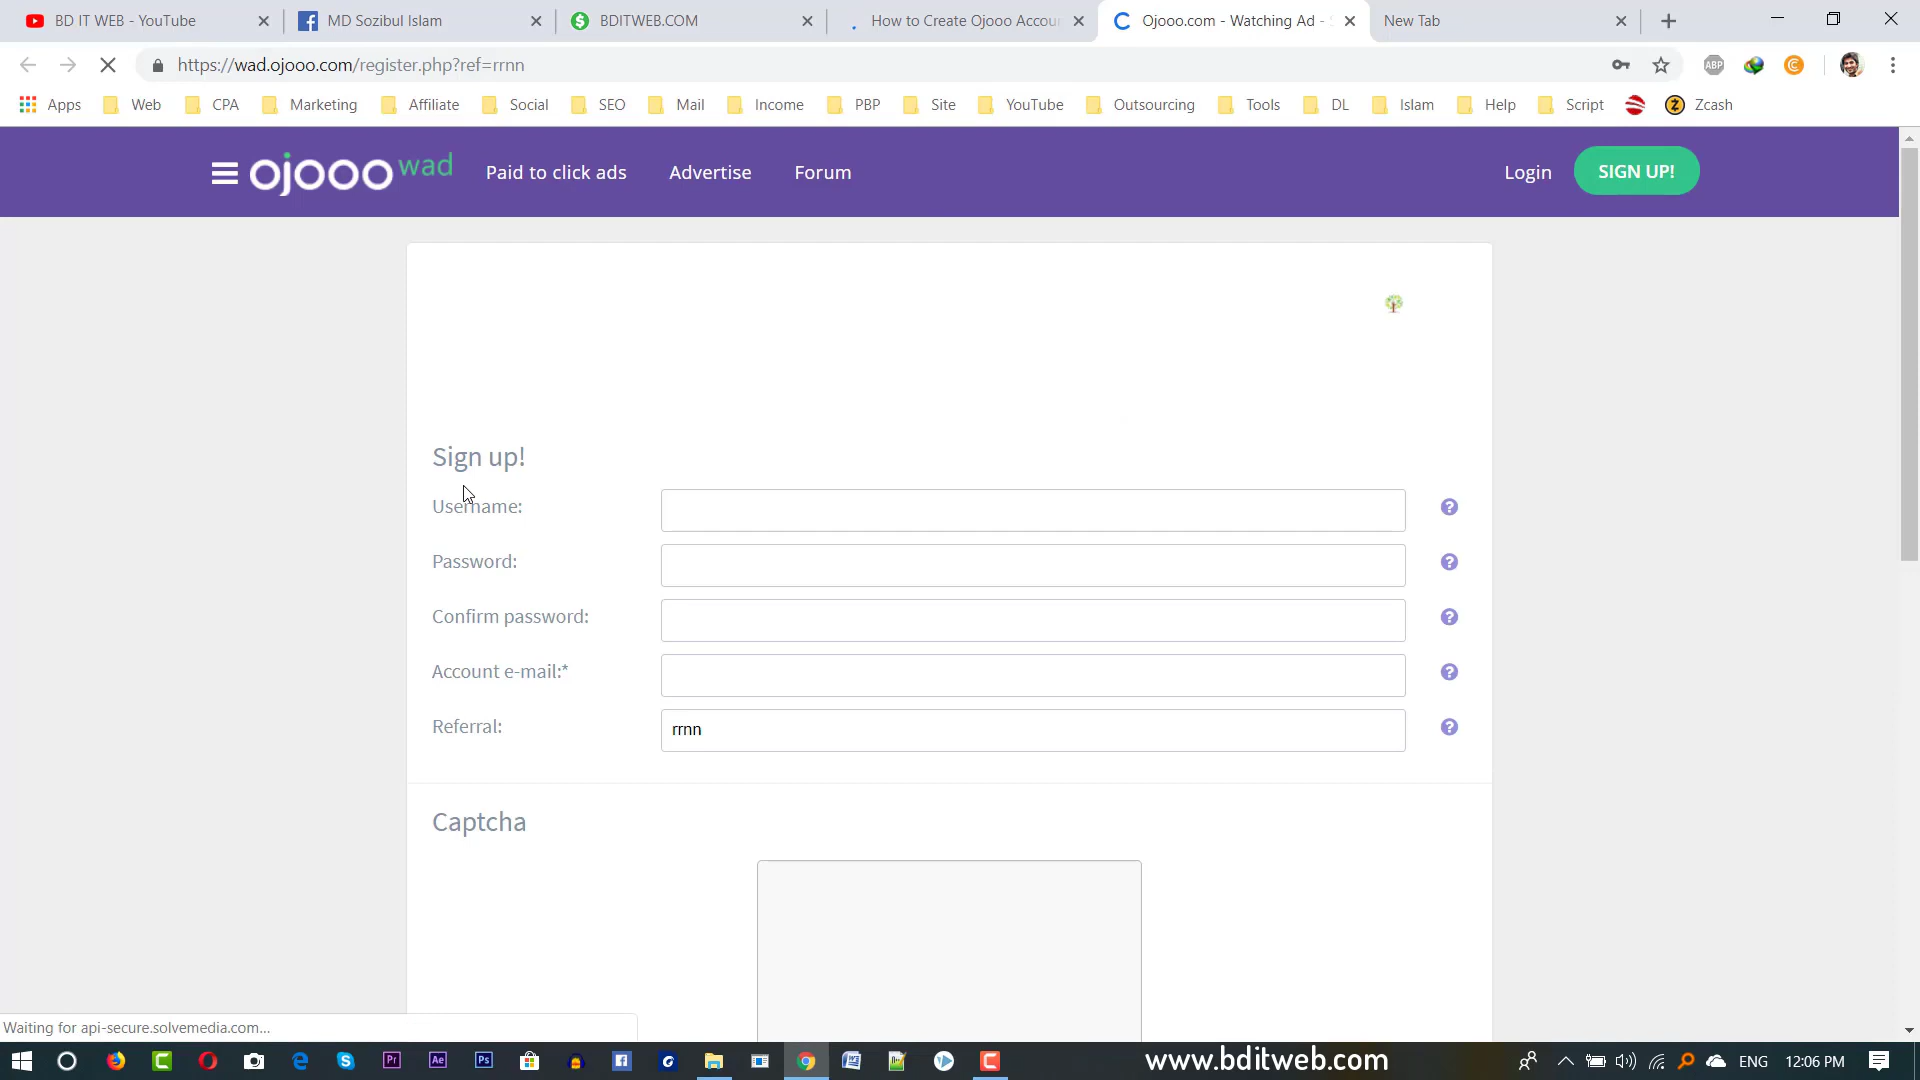 BD IT WEB - YouTube
MD Sozibul Islam
BDITWEB.COM
How to Create Ojooo Accou
Ojooo.com - Watching Ad -
New Tab
https://wad.ojooo.com/register.php?ref=rrnn
ABP
Apps Web CPA Marketing Affiliate Social SEO Mail Income PBP Site YouTube Outsourcing Tools DL Islam Help Script Zcash
ojooo wad Paid to click ads Advertise Forum Login SIGN UP!
Sign up!
Username:
Password:
Confirm password:
Account e-mail:*
Referral: rrnn
Captcha
Waiting for api-secure.solvemedia.com...
Pr Ae Ps
www.bditweb.com
ENG 12:06 PM